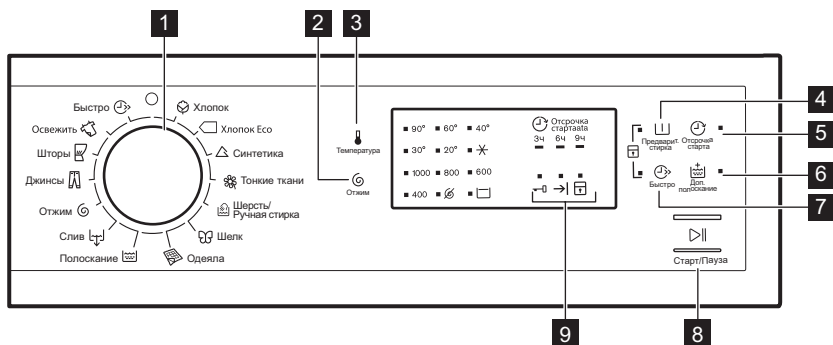 1
2
3
4
5
6
7
8
9
Быстро
Освежить
Шторы
Джинсы
Отжим
Слив
Полоскание
Хлопок
Хлопок Eco
Синтетика
Тонкие ткани
Шерсть/
Ручная стирка
Шелк
Одеяла
Температура
Отжим
90° 60° 40°
30° 20°
1000 800 600
400
Отсрочка
стартаata
3ч 6ч 9ч
Предварит.
стирка
Отсрочка
старта
Быстро
Доп.
полоскание
Старт/Пауза